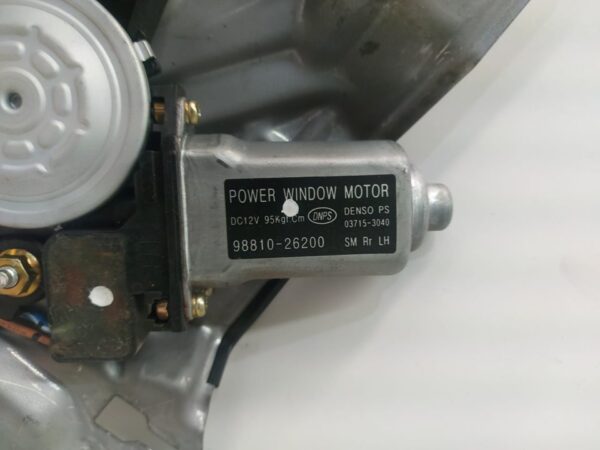 POWER WINDOW MOTOR
DC12V 95Kgf.Cm DNPS DENSO PS
03715-3040
98810-26200 SM Rr LH